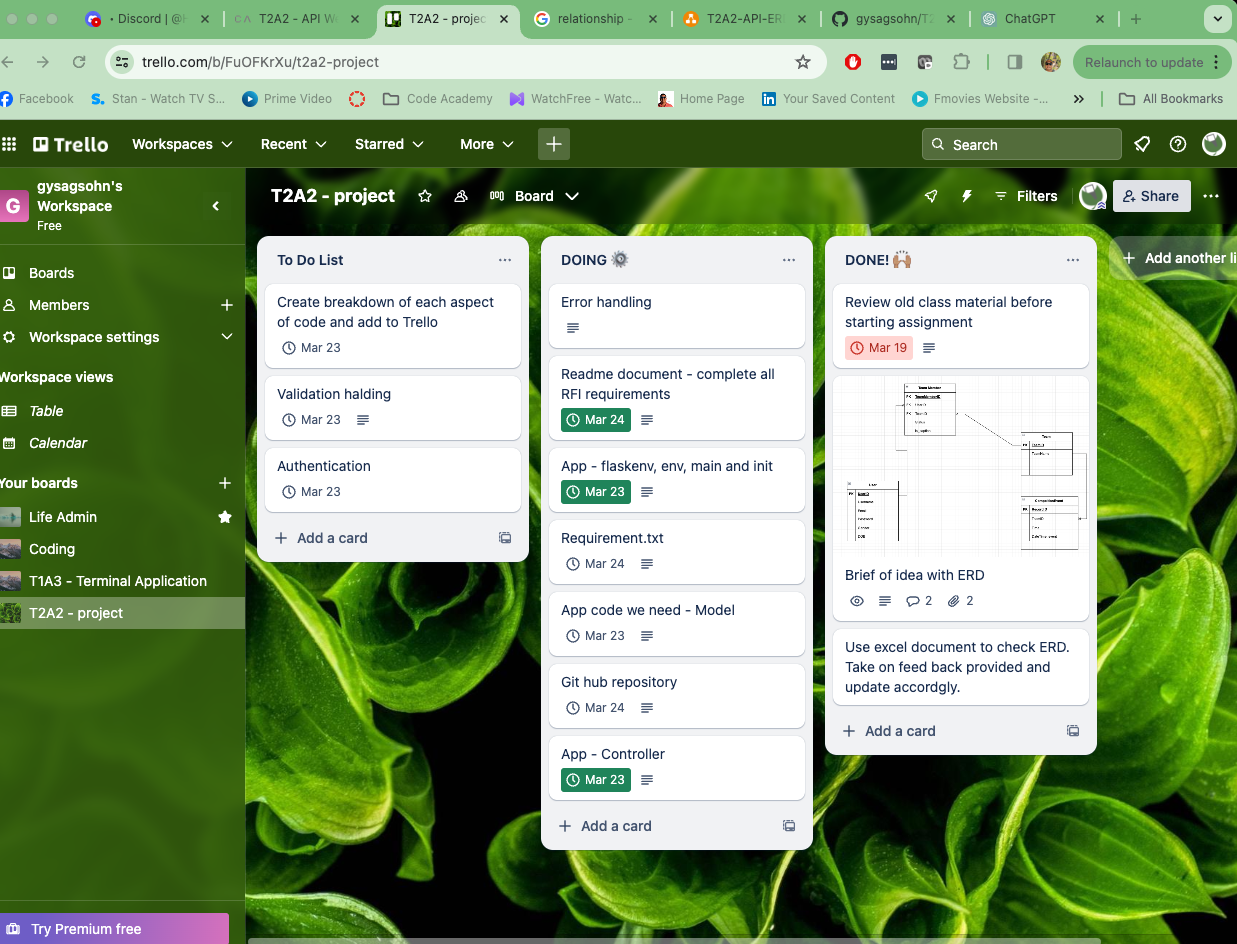 • Discord | @H
T2A2 - API We
T2A2 - projec
relationship -
T2A2-API-ERD
gysagsohn/T2
ChatGPT
trello.com/b/FuOFKrXu/t2a2-project
Relaunch to update
Facebook
Stan - Watch TV S...
Prime Video
Code Academy
WatchFree - Watc...
Home Page
Your Saved Content
Fmovies Website -...
All Bookmarks
Trello
Workspaces
Recent
Starred
More
Search
G
gysagsohn's
Workspace
Free
Boards
Members
Workspace settings
Workspace views
Table
Calendar
Your boards
Life Admin
Coding
T1A3 - Terminal Application
T2A2 - project
Try Premium free
T2A2 - project
Board
Filters
Share
To Do List
Create breakdown of each aspect
of code and add to Trello
Mar 23
Validation halding
Mar 23
Authentication
Mar 23
Add a card
DOING
Error handling
Readme document - complete all
RFI requirements
Mar 24
App - flaskenv, env, main and init
Mar 23
Requirement.txt
Mar 24
App code we need - Model
Mar 23
Git hub repository
Mar 24
App - Controller
Mar 23
Add a card
DONE!
Review old class material before
starting assignment
Mar 19
Team Member
Team
User
Brief of idea with ERD
2
2
Use excel document to check ERD.
Take on feed back provided and
update accordgly.
Add a card
Add another li